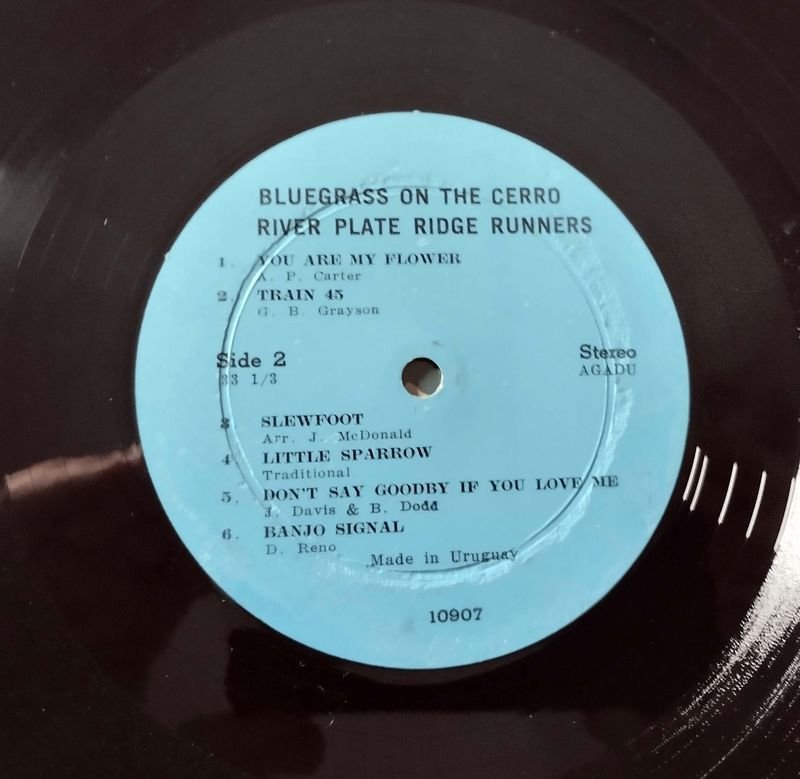 BLUEGRASS ON THE CERRO
RIVER PLATE RIDGE RUNNERS
1. YOU ARE MY FLOWER
A. P. Carter
2. TRAIN 45
G. B. Grayson
Side 2 Stereo
33 1/3 AGADU
3 SLEWFOOT
Arr. J. McDonald
4 LITTLE SPARROW
Traditional
5. DON'T SAY GOODBY IF YOU LOVE ME
J. Davis & B. Dodd
6. BANJO SIGNAL
D. Reno
Made in Uruguay
10907